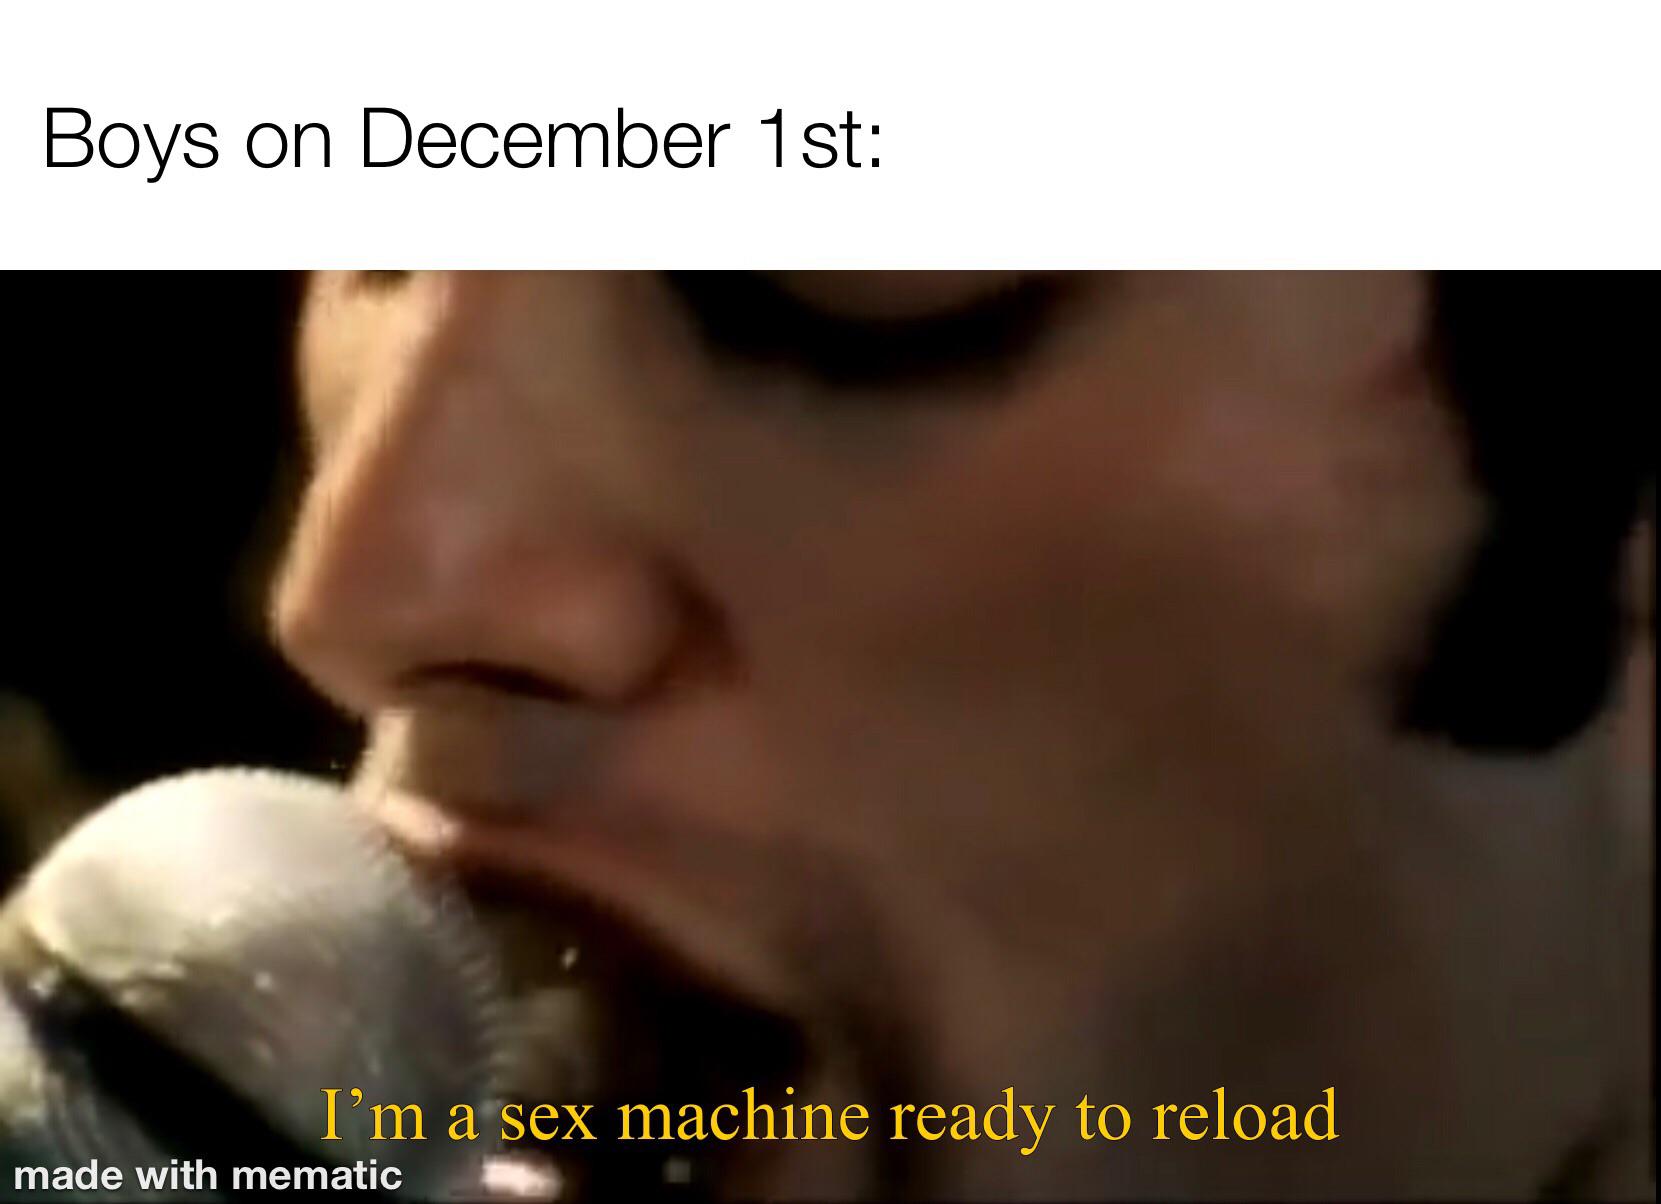 Boys on December 1st:
I’m a sex machine ready to reload
made with mematic